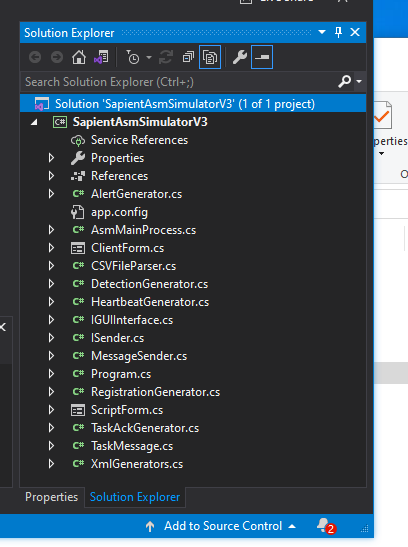 Solution Explorer
Search Solution Explorer (Ctrl+;)
Solution 'SapientAsmSimulatorV3' (1 of 1 project)
C# SapientAsmSimulatorV3
Service References
Properties
References
C# AlertGenerator.cs
app.config
C# AsmMainProcess.cs
ClientForm.cs
C# CSVFileParser.cs
C# DetectionGenerator.cs
C# HeartbeatGenerator.cs
C# IGUIInterface.cs
C# ISender.cs
C# MessageSender.cs
C# Program.cs
C# RegistrationGenerator.cs
ScriptForm.cs
C# TaskAckGenerator.cs
C# TaskMessage.cs
C# XmlGenerators.cs
Properties Solution Explorer
Add to Source Control 2
perties